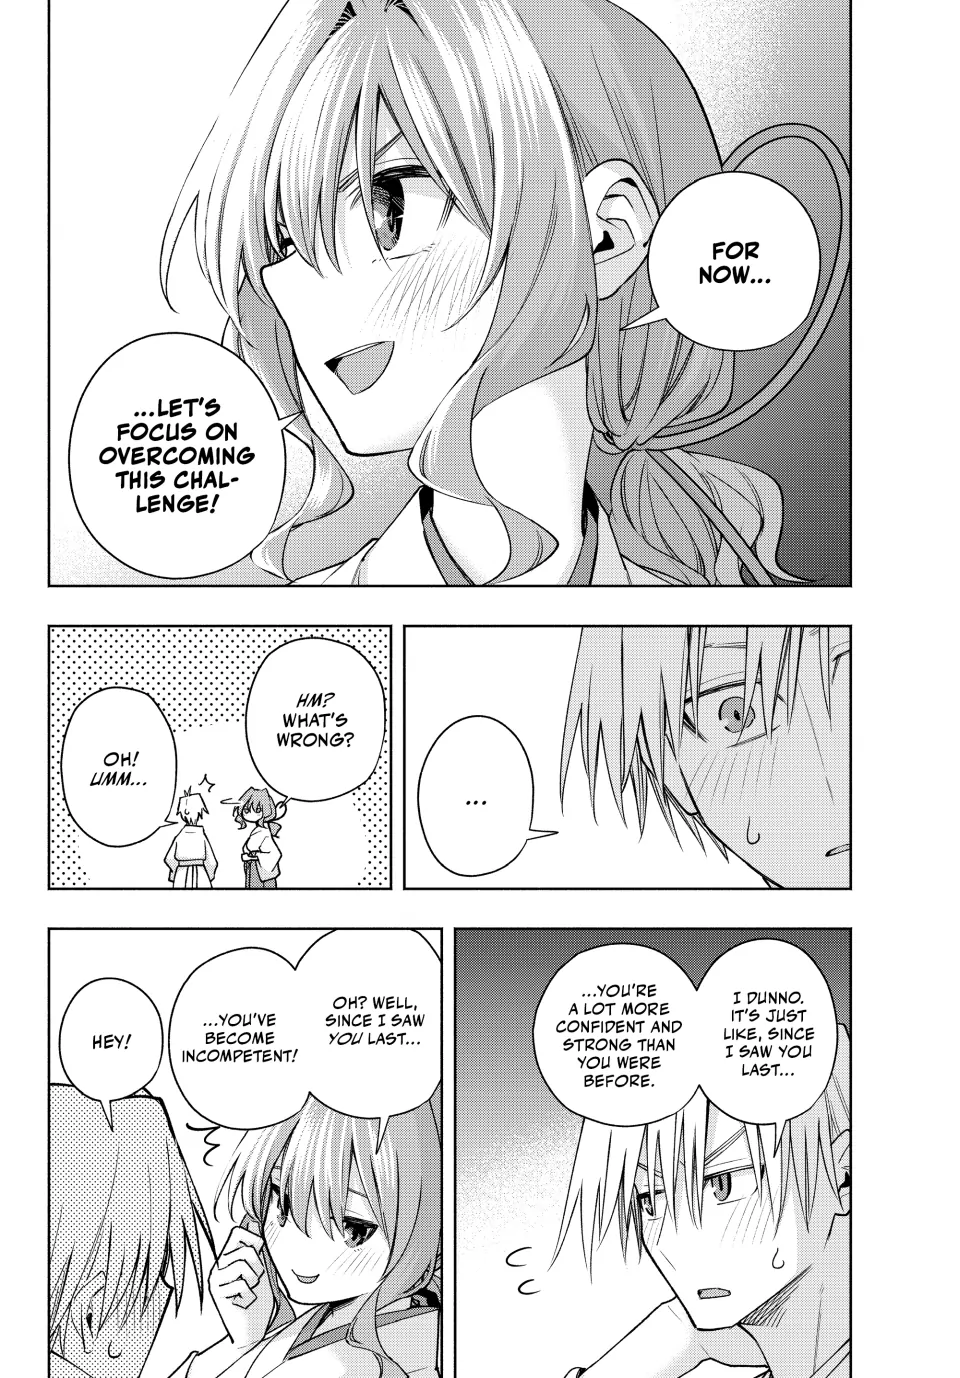 FOR
NOW...
...LET'S
FOCUS ON
OVERCOMING
THIS CHAL-
LENGE!
...
HM?
WHAT'S
WRONG?
OH!
UMM...
I DUNNO.
IT'S JUST
LIKE, SINCE
I SAW YOU
LAST...
...YOU'RE
A LOT MORE
CONFIDENT AND
STRONG THAN
YOU WERE
BEFORE.
OH? WELL,
SINCE I SAW
YOU LAST...
...YOU'VE
BECOME
INCOMPETENT!
HEY!